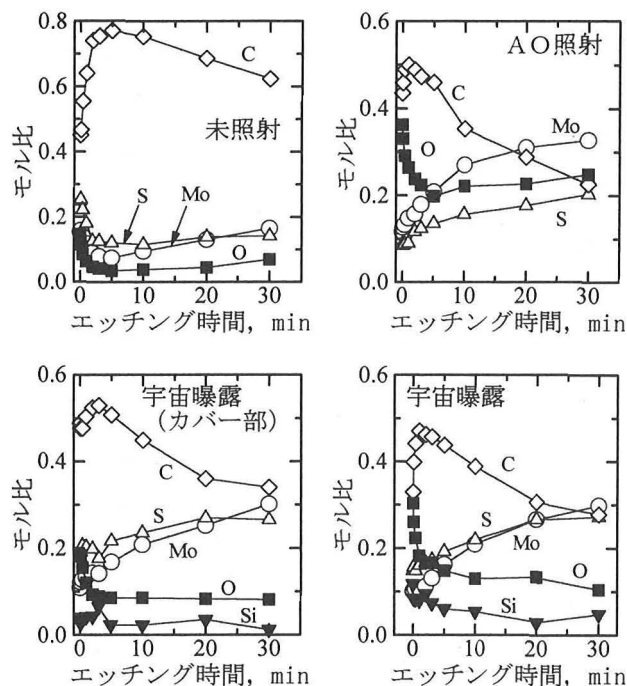 0.8
0.6
0.4
0.2
0.0
モル比
C
未照射
S
Mo
O
0
10
20
30
エッチング時間, min
0.6
0.4
0.2
0.0
モル比
AO照射
C
Mo
O
S
0
10
20
30
エッチング時間, min
0.6
0.4
0.2
0.0
モル比
宇宙曝露
(カバー部)
C
S
Mo
O
Si
0
10
20
30
エッチング時間, min
0.6
0.4
0.2
0.0
モル比
宇宙曝露
C
S
Mo
O
Si
0
10
20
30
エッチング時間, min